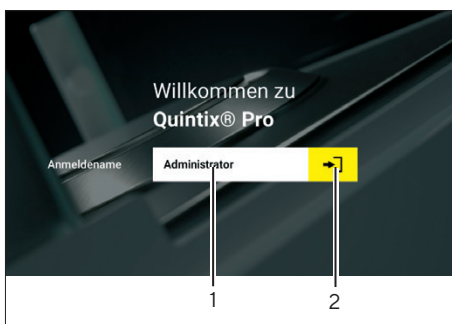 Willkommen zu
Quintix® Pro
Anmeldename Administrator
1 2